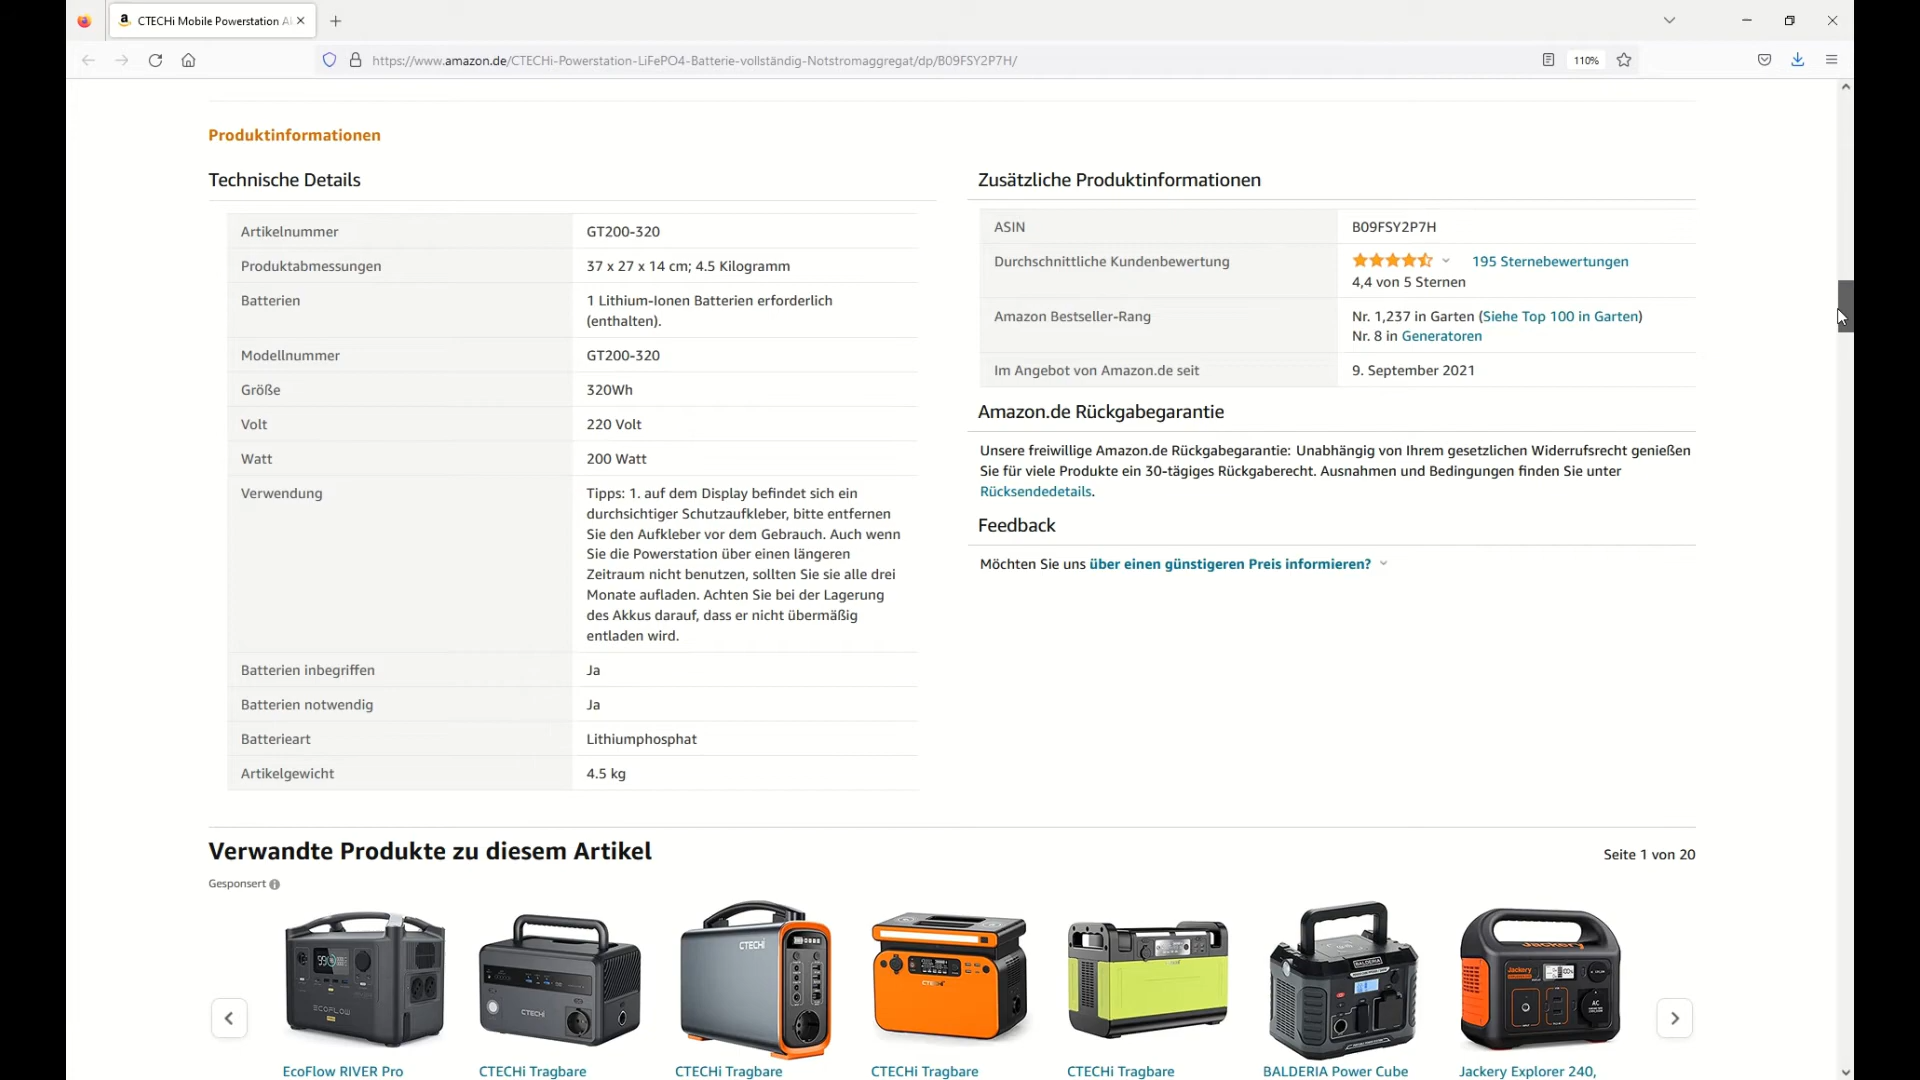 CTECHi Mobile Powerstation
https://www.amazon.de/CTECHi-Powerstation-LiFePO4-Batterie-vollständig-Notstromaggregat/dp/B09FSY2P7H/
110%
Produktinformationen
Technische Details
Artikelnummer GT200-320
Produktabmessungen 37 x 27 x 14 cm; 4.5 Kilogramm
Batterien 1 Lithium-Ionen Batterien erforderlich
(enthalten).
Modellnummer GT200-320
Größe 320Wh
Volt 220 Volt
Watt 200 Watt
Verwendung Tipps: 1. auf dem Display befindet sich ein
durchsichtiger Schutzaufkleber, bitte entfernen
Sie den Aufkleber vor dem Gebrauch. Auch wenn
Sie die Powerstation über einen längeren
Zeitraum nicht benutzen, sollten Sie sie alle drei
Monate aufladen. Achten Sie bei der Lagerung
des Akkus darauf, dass er nicht übermäßig
entladen wird.
Batterien inbegriffen Ja
Batterien notwendig Ja
Batterieart Lithiumphosphat
Artikelgewicht 4.5 kg
Zusätzliche Produktinformationen
ASIN B09FSY2P7H
Durchschnittliche Kundenbewertung 195 Sternebewertungen
4,4 von 5 Sternen
Amazon Bestseller-Rang Nr. 1,237 in Garten (Siehe Top 100 in Garten)
Nr. 8 in Generatoren
Im Angebot von Amazon.de seit 9. September 2021
Amazon.de Rückgabegarantie
Unsere freiwillige Amazon.de Rückgabegarantie: Unabhängig von Ihrem gesetzlichen Widerrufsrecht genießen
Sie für viele Produkte ein 30-tägiges Rückgaberecht. Ausnahmen und Bedingungen finden Sie unter
Rücksendedetails.
Feedback
Möchten Sie uns über einen günstigeren Preis informieren?
Verwandte Produkte zu diesem Artikel
Seite 1 von 20
Gesponsert
ECOFLOW
CTECHi
CTECHi
CTECHi
BALDERIA
Jackery
Jackery
AC
EcoFlow RIVER Pro
CTECHi Tragbare
CTECHi Tragbare
CTECHi Tragbare
CTECHi Tragbare
BALDERIA Power Cube
Jackery Explorer 240,